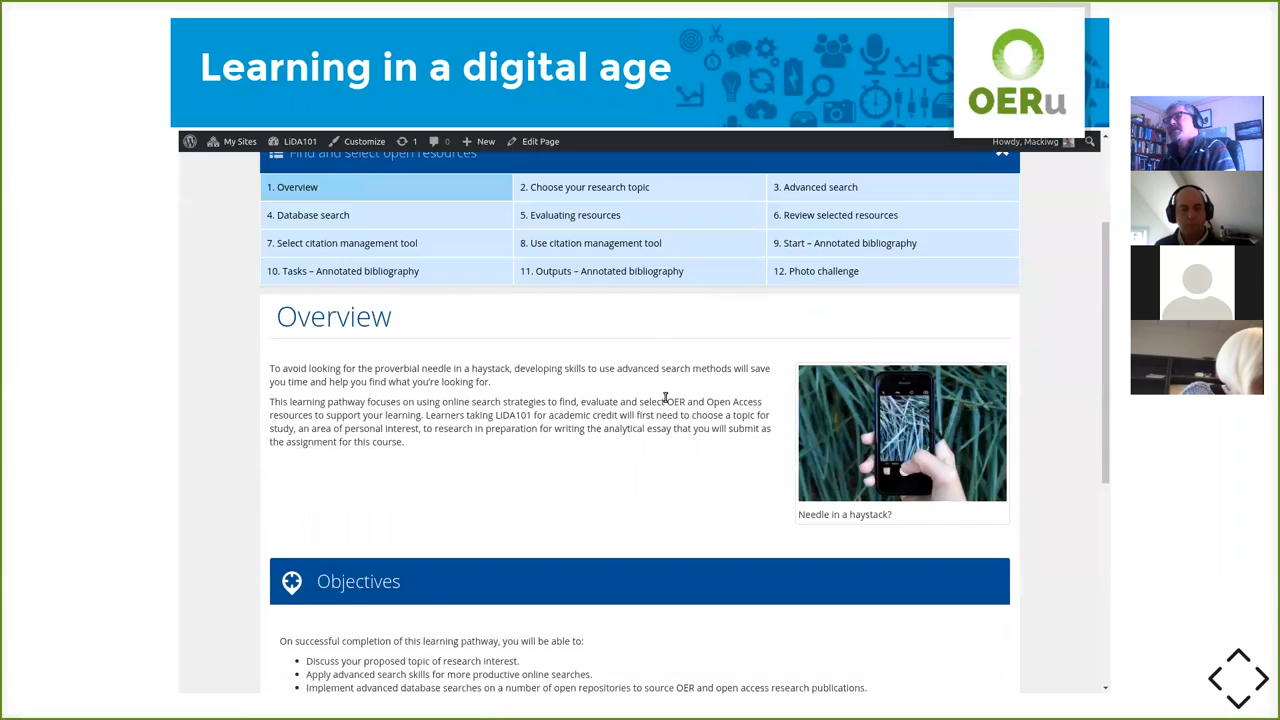 Learning in a digital age
OERu
My Sites LiDA101 Customize 1 0 New Edit Page Howdy, Mackiwg
Find and select open resources
1. Overview 2. Choose your research topic 3. Advanced search
4. Database search 5. Evaluating resources 6. Review selected resources
7. Select citation management tool 8. Use citation management tool 9. Start – Annotated bibliography
10. Tasks – Annotated bibliography 11. Outputs – Annotated bibliography 12. Photo challenge
Overview
To avoid looking for the proverbial needle in a haystack, developing skills to use advanced search methods will save
you time and help you find what you're looking for.
This learning pathway focuses on using online search strategies to find, evaluate and select OER and Open Access
resources to support your learning. Learners taking LiDA101 for academic credit will first need to choose a topic for
study, an area of personal interest, to research in preparation for writing the analytical essay that you will submit as
the assignment for this course.
Needle in a haystack?
Objectives
On successful completion of this learning pathway, you will be able to:
• Discuss your proposed topic of research interest.
• Apply advanced search skills for more productive online searches.
• Implement advanced database searches on a number of open repositories to source OER and open access research publications.